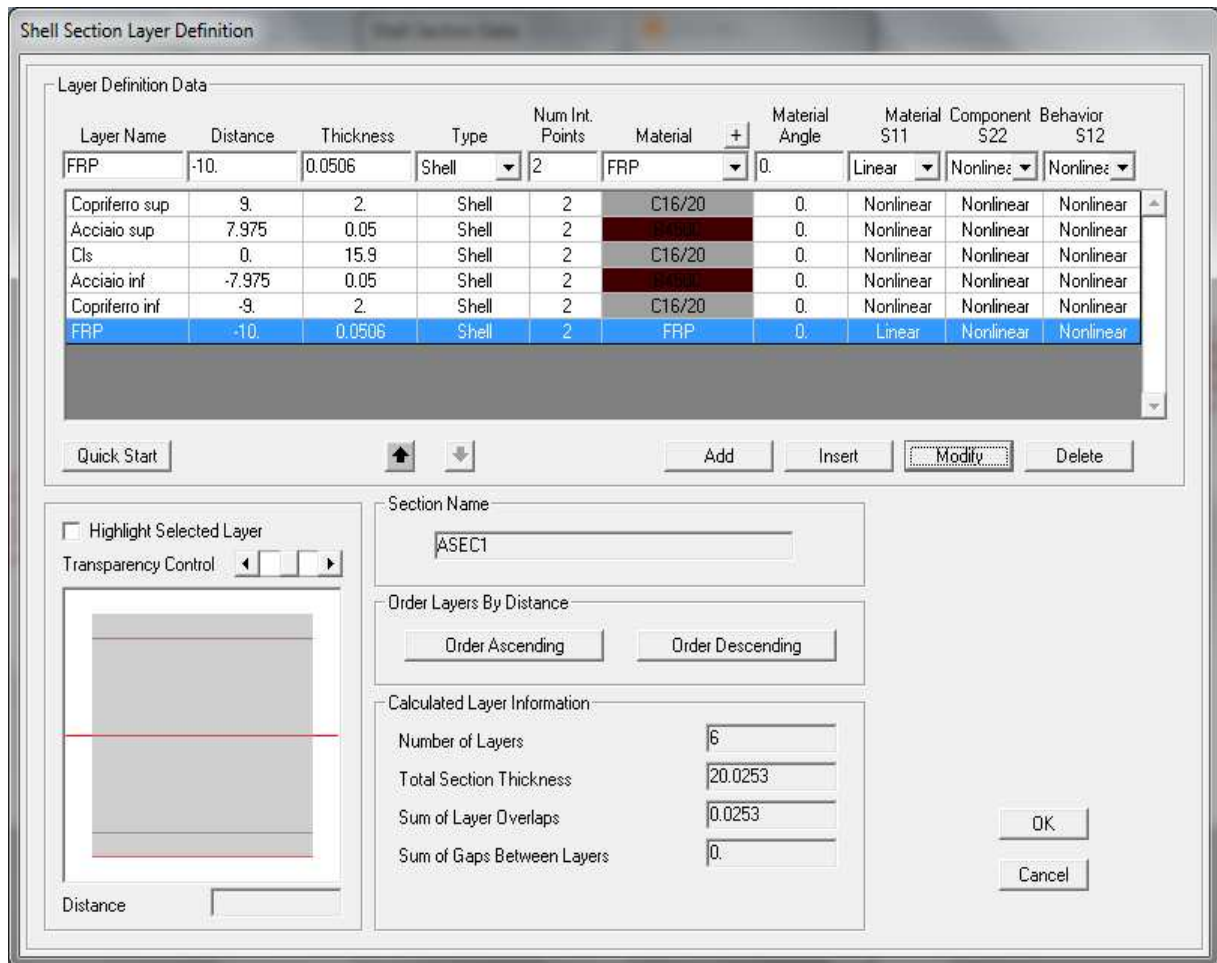 Shell Section Layer Definition
Layer Definition Data
Layer Name Distance Thickness Type Num Int. Points Material + Material Angle Material Component Behavior S11 S22 S12
FRP -10. 0.0506 Shell 2 FRP 0. Linear Nonlinea Nonlinea
Copriferro sup 9. 2. Shell 2 C16/20 0. Nonlinear Nonlinear Nonlinear
Acciaio sup 7.975 0.05 Shell 2 B450C 0. Nonlinear Nonlinear Nonlinear
Cls 0. 15.9 Shell 2 C16/20 0. Nonlinear Nonlinear Nonlinear
Acciaio inf -7.975 0.05 Shell 2 B450C 0. Nonlinear Nonlinear Nonlinear
Copriferro inf -9. 2. Shell 2 C16/20 0. Nonlinear Nonlinear Nonlinear
FRP -10. 0.0506 Shell 2 FRP 0. Linear Nonlinear Nonlinear
Quick Start Add Insert Modify Delete
Highlight Selected Layer
Transparency Control
Distance
Section Name
ASEC1
Order Layers By Distance
Order Ascending Order Descending
Calculated Layer Information
Number of Layers 6
Total Section Thickness 20.0253
Sum of Layer Overlaps 0.0253
Sum of Gaps Between Layers 0.
OK
Cancel